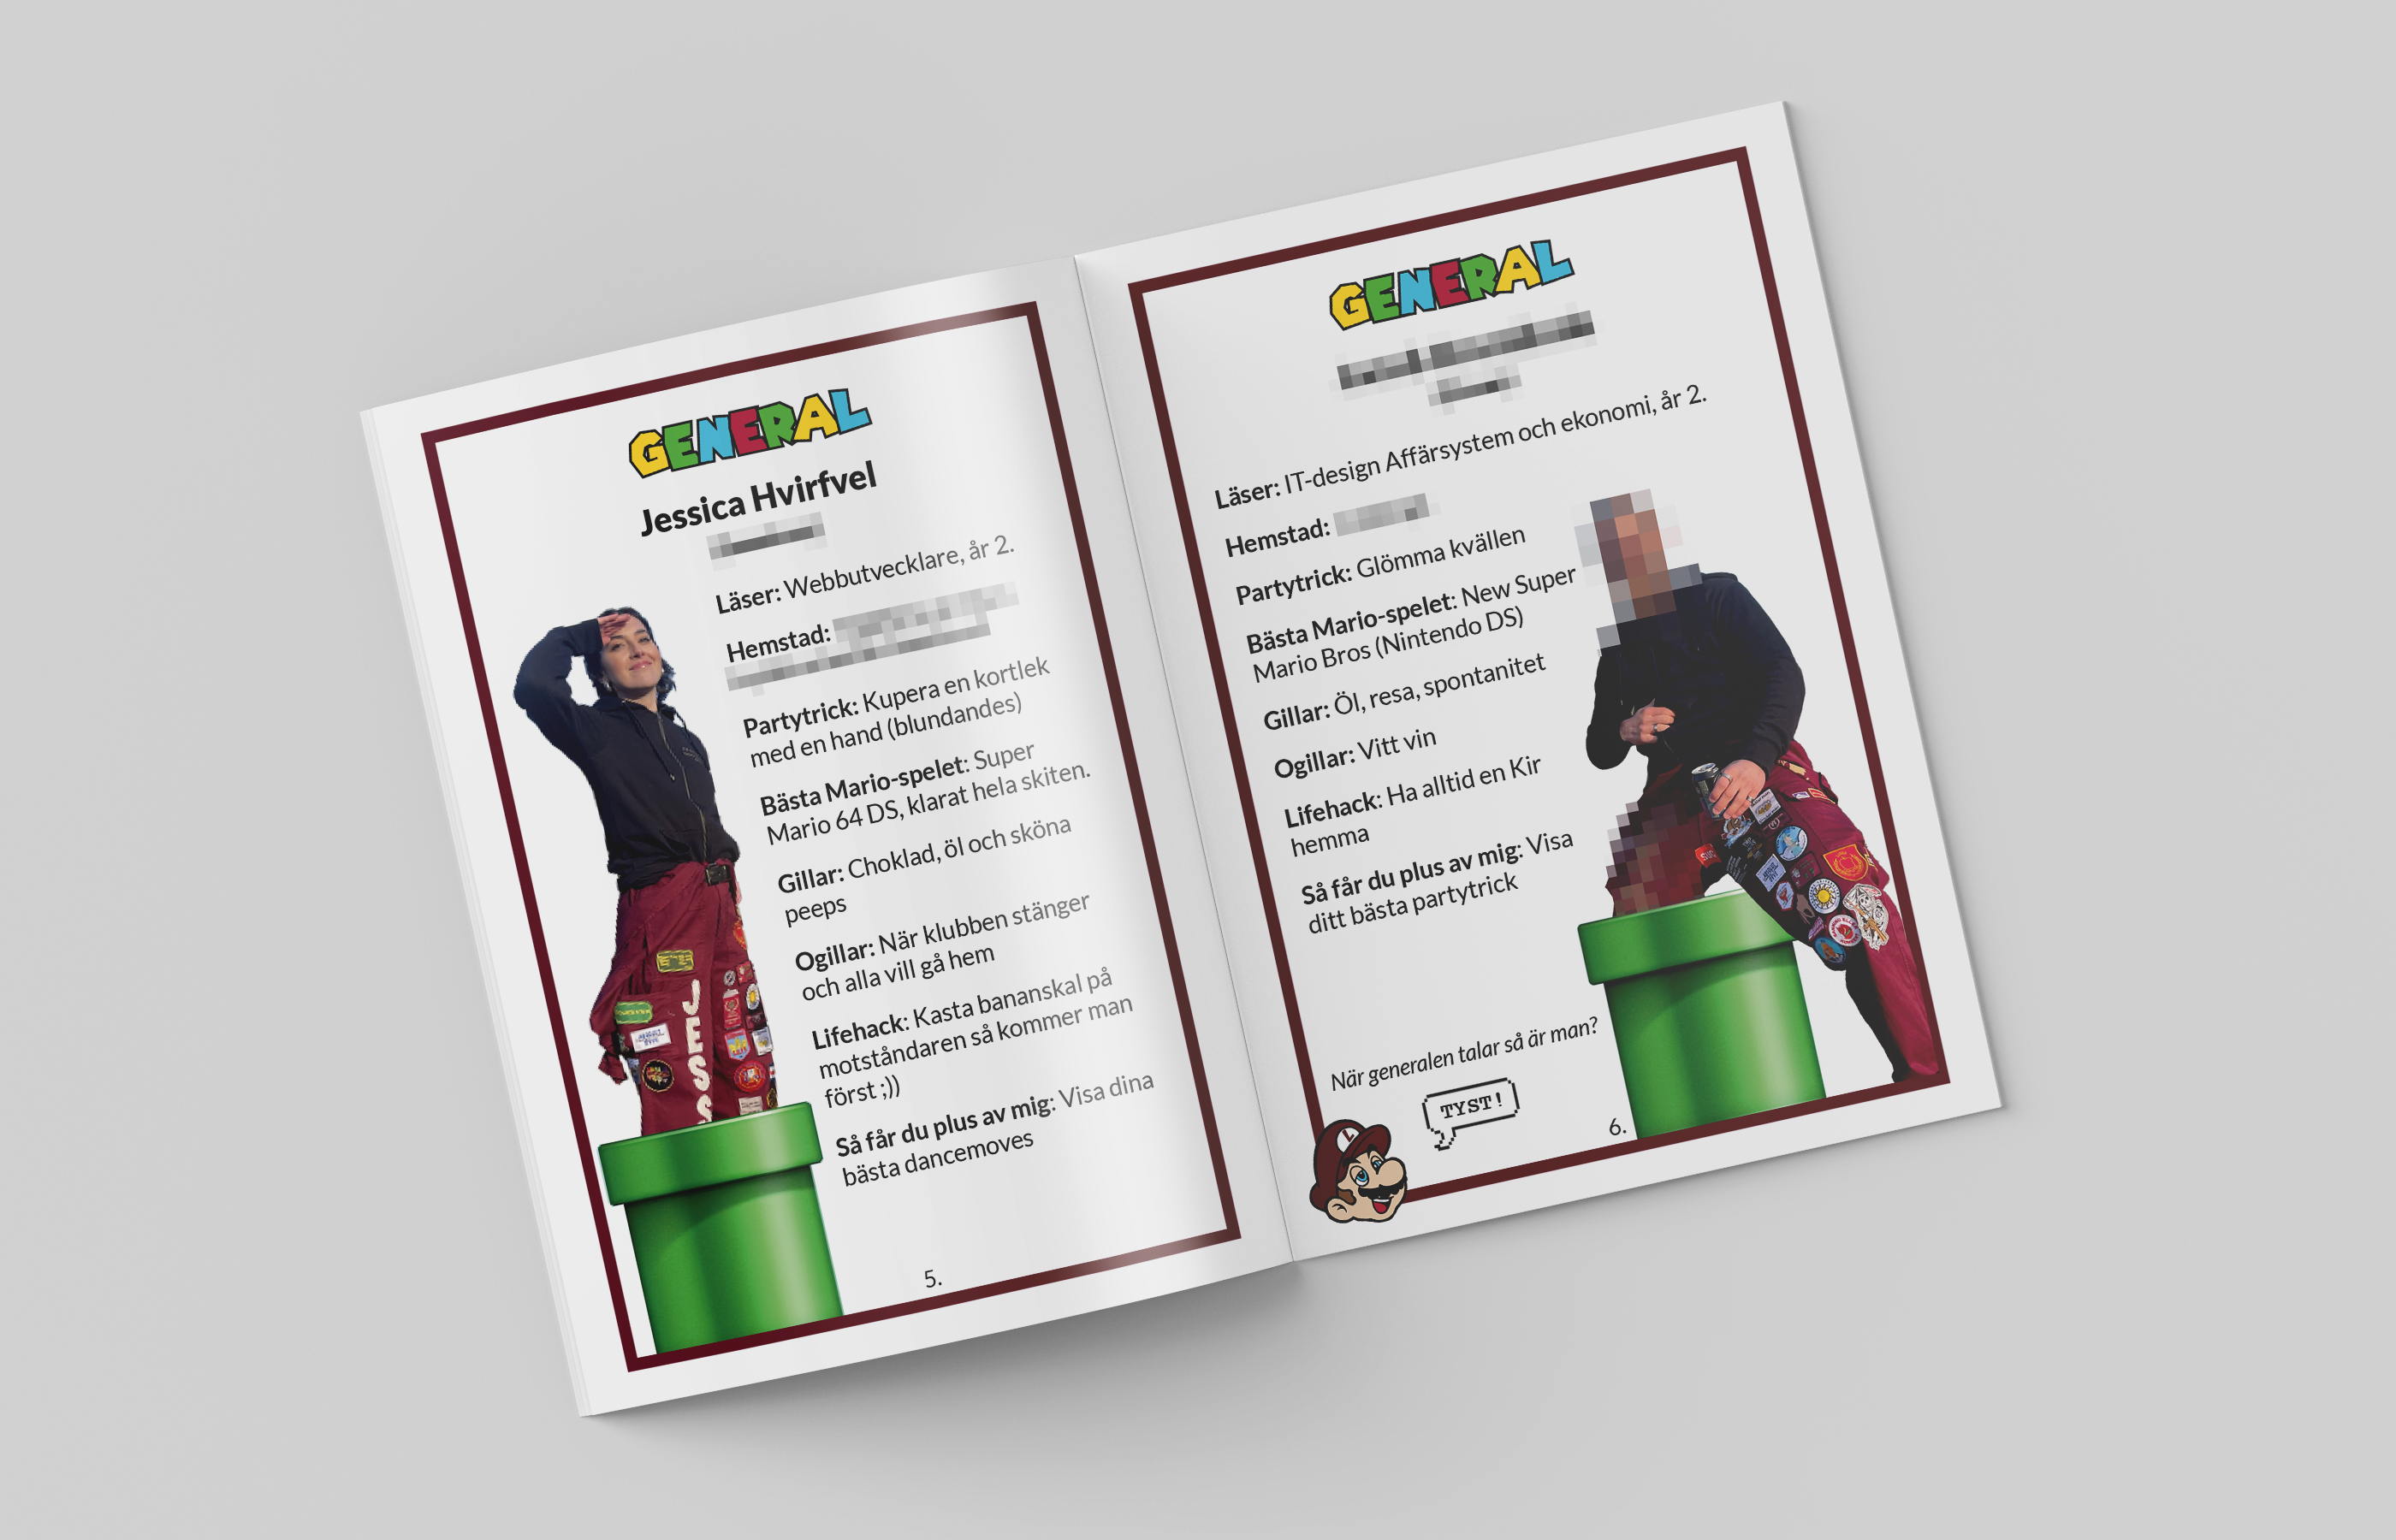 GENERAL
Jessica Hvirfvel
Läser: Webbutvecklare, år 2.
Hemstad:
Partytrick: Kupera en kortlek
med en hand (blundandes)
Bästa Mario-spelet: Super
Mario 64 DS, klarat hela skiten.
Gillar: Choklad, öl och sköna
peeps
Ogillar: När klubben stänger
och alla vill gå hem
Lifehack: Kasta bananskal på
motståndaren så kommer man
först ;))
Så får du plus av mig: Visa dina
bästa dancemoves
JESS
5.
GENERAL
Läser: IT-design Affärsystem och ekonomi, år 2.
Hemstad:
Partytrick: Glömma kvällen
Bästa Mario-spelet: New Super
Mario Bros (Nintendo DS)
Gillar: Öl, resa, spontanitet
Ogillar: Vitt vin
Lifehack: Ha alltid en Kir
hemma
Så får du plus av mig: Visa
ditt bästa partytrick
När generalen talar så är man?
TYST!
L
6.